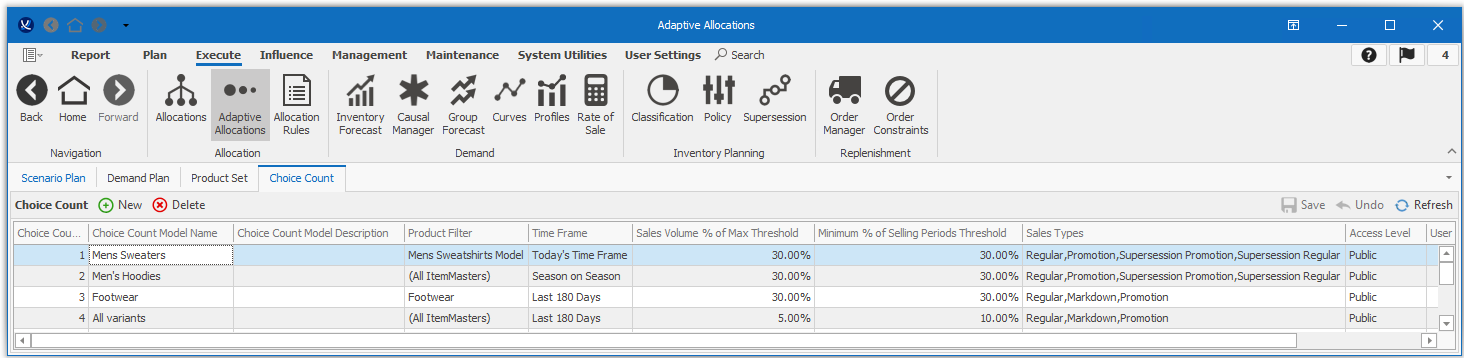 Adaptive Allocations
Report Plan Execute Influence Management Maintenance System Utilities User Settings Search 4
Back Home Forward Allocations Adaptive Allocations Allocation Rules Inventory Forecast Causal Manager Group Forecast Curves Profiles Rate of Sale Classification Policy Supersession Order Manager Order Constraints
Navigation Allocation Demand Inventory Planning Replenishment
Scenario Plan Demand Plan Product Set Choice Count
Choice Count New Delete Save Undo Refresh
Choice Cou... Choice Count Model Name Choice Count Model Description Product Filter Time Frame Sales Volume % of Max Threshold Minimum % of Selling Periods Threshold Sales Types Access Level User
1 Mens Sweaters Mens Sweatshirts Model Today's Time Frame 30.00% 30.00% Regular,Promotion,Supersession Promotion,Supersession Regular Public
2 Men's Hoodies (All ItemMasters) Season on Season 30.00% 30.00% Regular,Promotion,Supersession Promotion,Supersession Regular Public
3 Footwear Footwear Last 180 Days 30.00% 30.00% Regular,Markdown,Promotion Public
4 All variants (All ItemMasters) Last 180 Days 5.00% 10.00% Regular,Markdown,Promotion Public